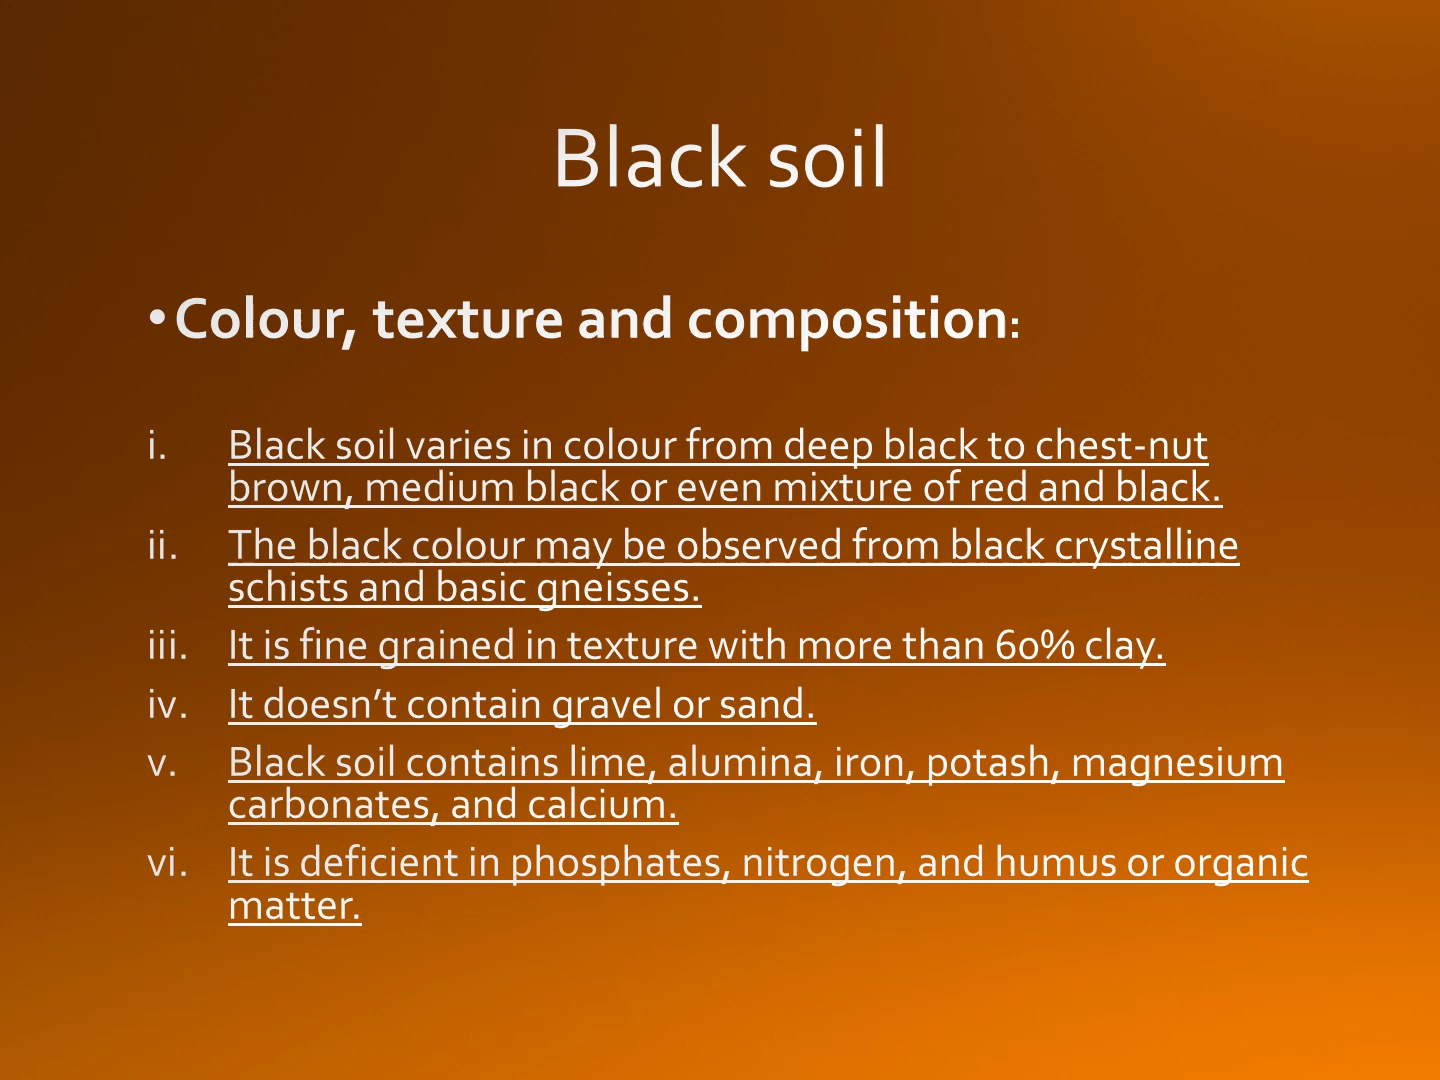 Black soil
•Colour, texture and composition:
i. Black soil varies in colour from deep black to chest-nut
brown, medium black or even mixture of red and black.
ii. The black colour may be observed from black crystalline
schists and basic gneisses.
iii. It is fine grained in texture with more than 60% clay.
iv. It doesn’t contain gravel or sand.
v. Black soil contains lime, alumina, iron, potash, magnesium
carbonates, and calcium.
vi. It is deficient in phosphates, nitrogen, and humus or organic
matter.